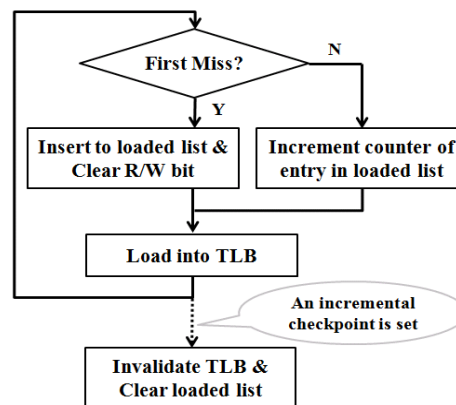 First Miss?
N
Y
Insert to loaded list &
Clear R/W bit
Increment counter of
entry in loaded list
Load into TLB
An incremental
checkpoint is set
Invalidate TLB &
Clear loaded list